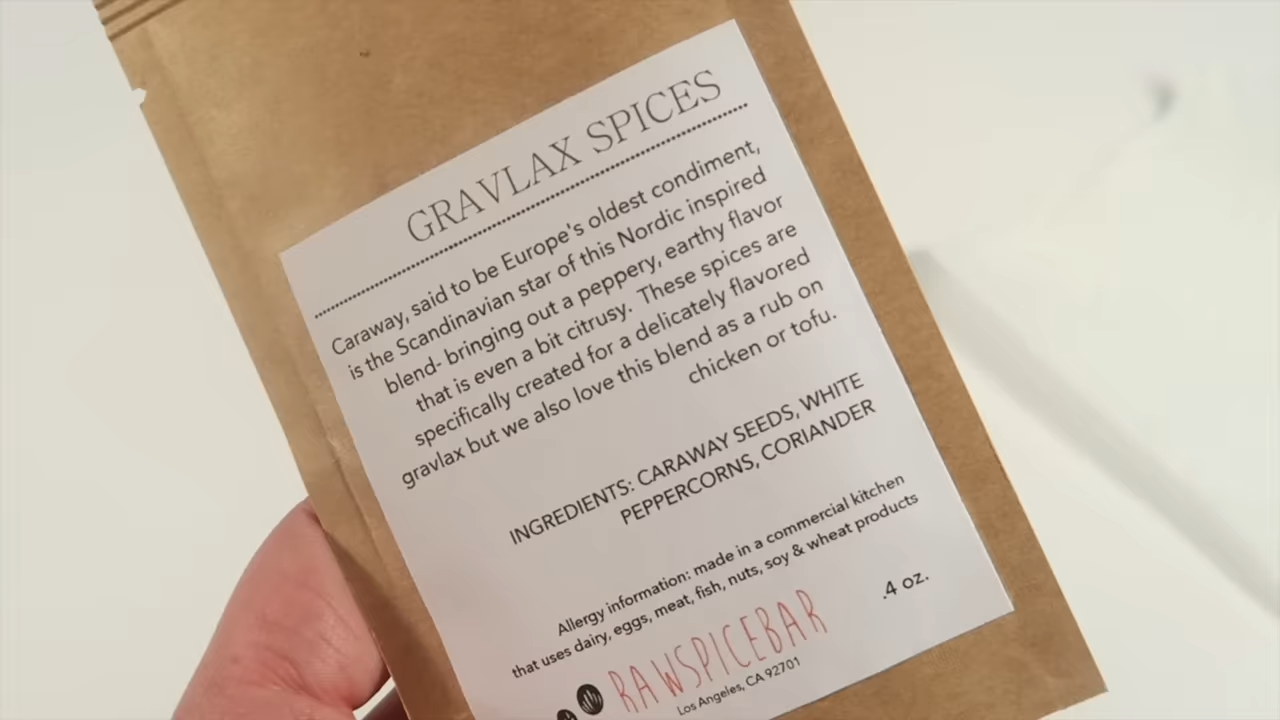 GRAVLAX SPICES
Caraway, said to be Europe's oldest condiment,
is the Scandinavian star of this Nordic inspired
blend- bringing out a peppery, earthy flavor
that is even a bit citrusy. These spices are
specifically created for a delicately flavored
gravlax but we also love this blend as a rub on
chicken or tofu.
INGREDIENTS: CARAWAY SEEDS, WHITE
PEPPERCORNS, CORIANDER
Allergy information: made in a commercial kitchen
that uses dairy, eggs, meat, fish, nuts, soy & wheat products
.4 oz.
RAWSPICEBAR
Los Angeles, CA 92701